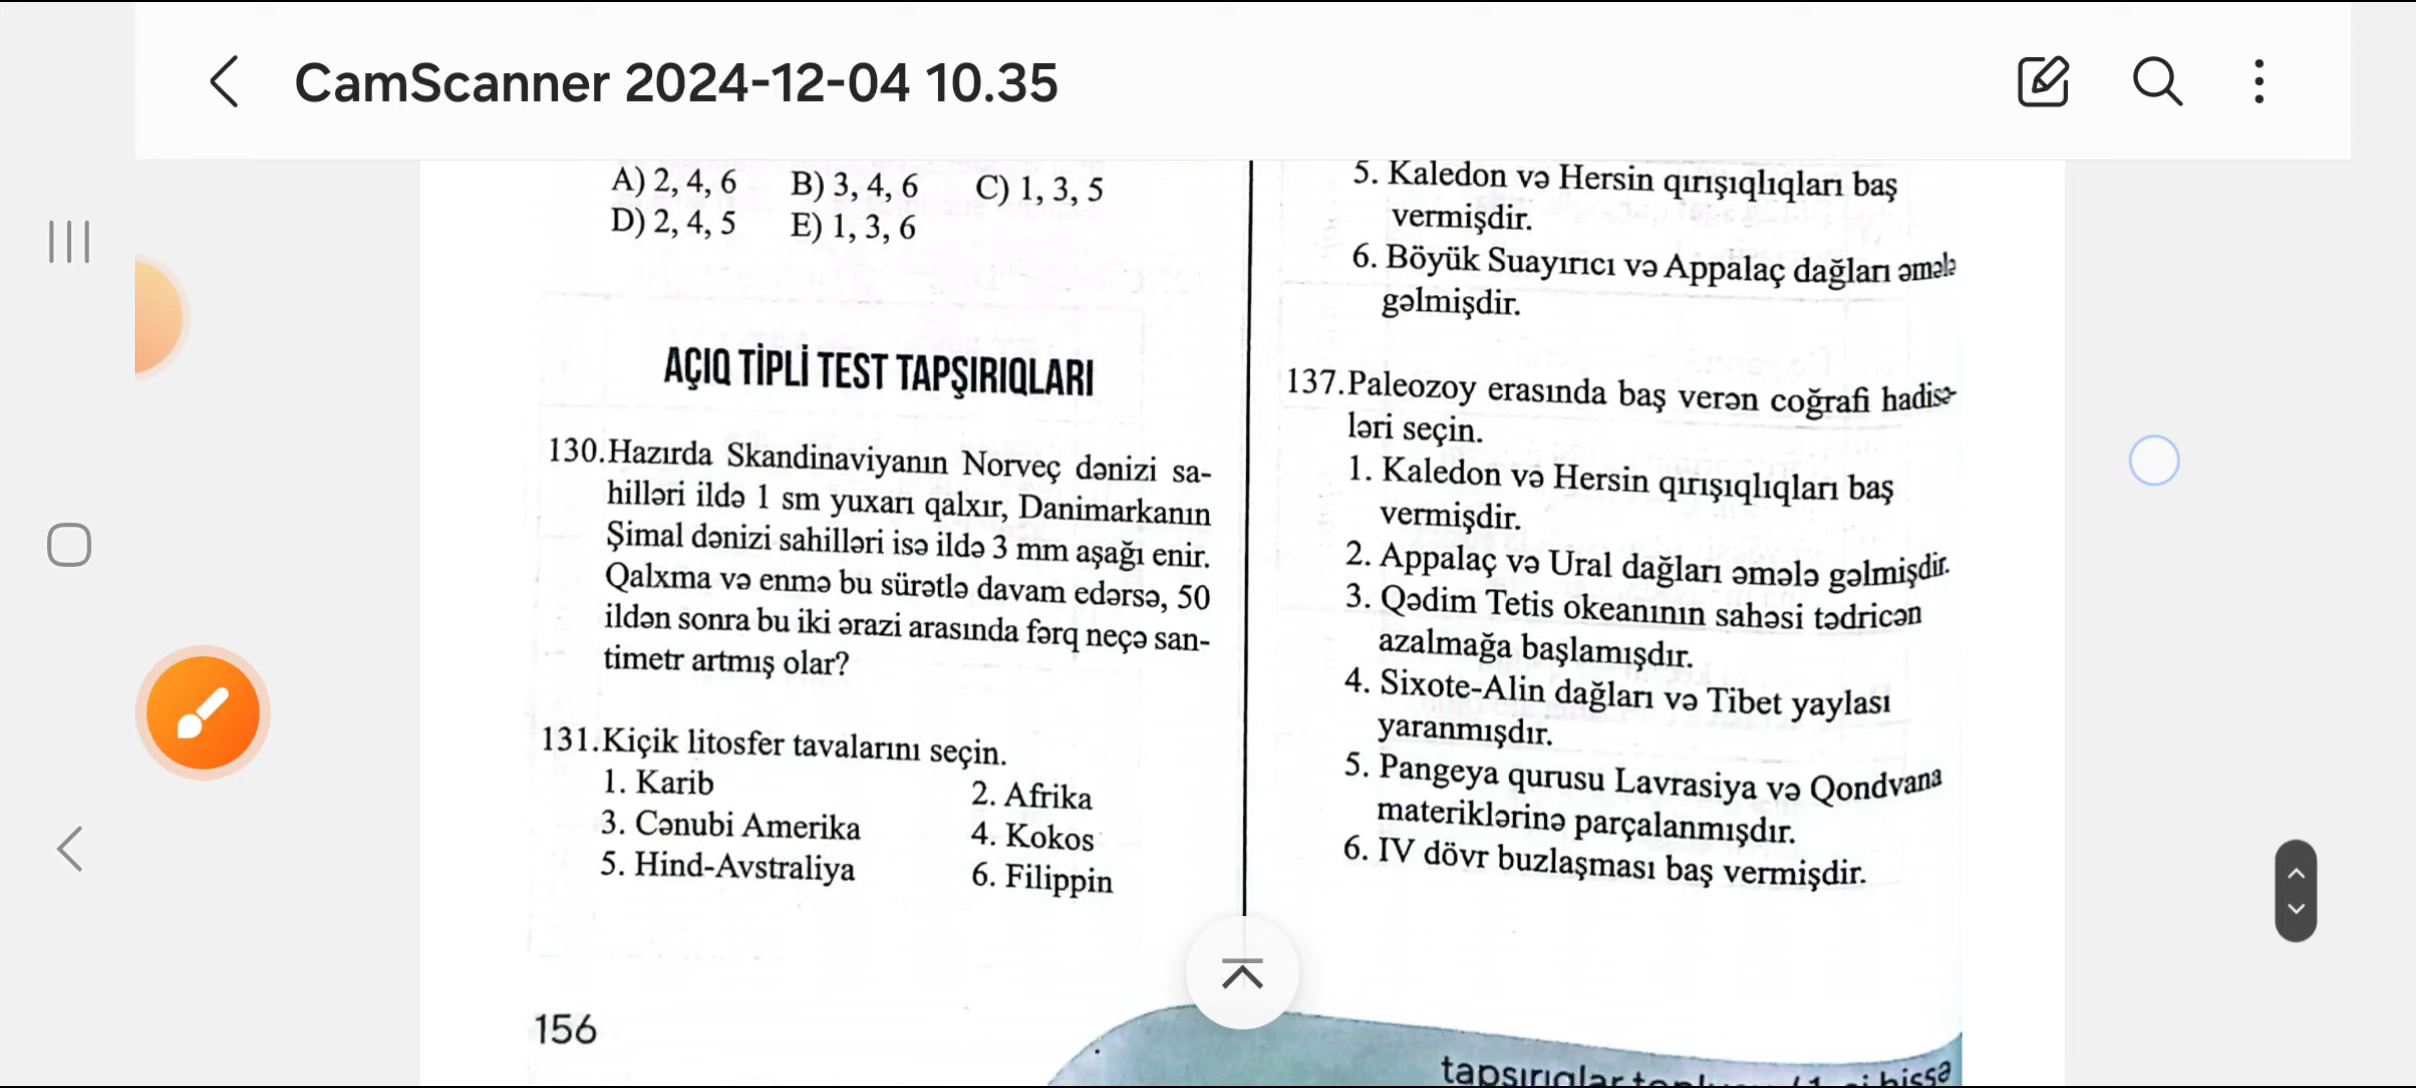 CamScanner 2024-12-04 10.35
A) 2, 4, 6 B) 3, 4, 6 C) 1, 3, 5
D) 2, 4, 5 E) 1, 3, 6
AÇIQ TİPLİ TEST TAPŞIRIQLARI
130.Hazırda Skandinaviyanın Norveç dənizi sa-
hilləri ildə 1 sm yuxarı qalxır, Danimarkanın
Şimal dənizi sahilləri isə ildə 3 mm aşağı enir.
Qalxma və enmə bu sürətlə davam edərsə, 50
ildən sonra bu iki ərazi arasında fərq neçə san-
timetr artmış olar?
131.Kiçik litosfer tavalarını seçin.
1. Karib 2. Afrika
3. Cənubi Amerika 4. Kokos
5. Hind-Avstraliya 6. Filippin
156
5. Kaledon və Hersin qırışıqlıqları baş
vermişdir.
6. Böyük Suayırıcı və Appalaç dağları əmələ
gəlmişdir.
137.Paleozoy erasında baş verən coğrafi hadisə-
ləri seçin.
1. Kaledon və Hersin qırışıqlıqları baş
vermişdir.
2. Appalaç və Ural dağları əmələ gəlmişdir.
3. Qədim Tetis okeanının sahəsi tədricən
azalmağa başlamışdır.
4. Sixote-Alin dağları və Tibet yaylası
yaranmışdır.
5. Pangeya qurusu Lavrasiya və Qondvana
materiklərinə parçalanmışdır.
6. IV dövr buzlaşması baş vermişdir.
hissə